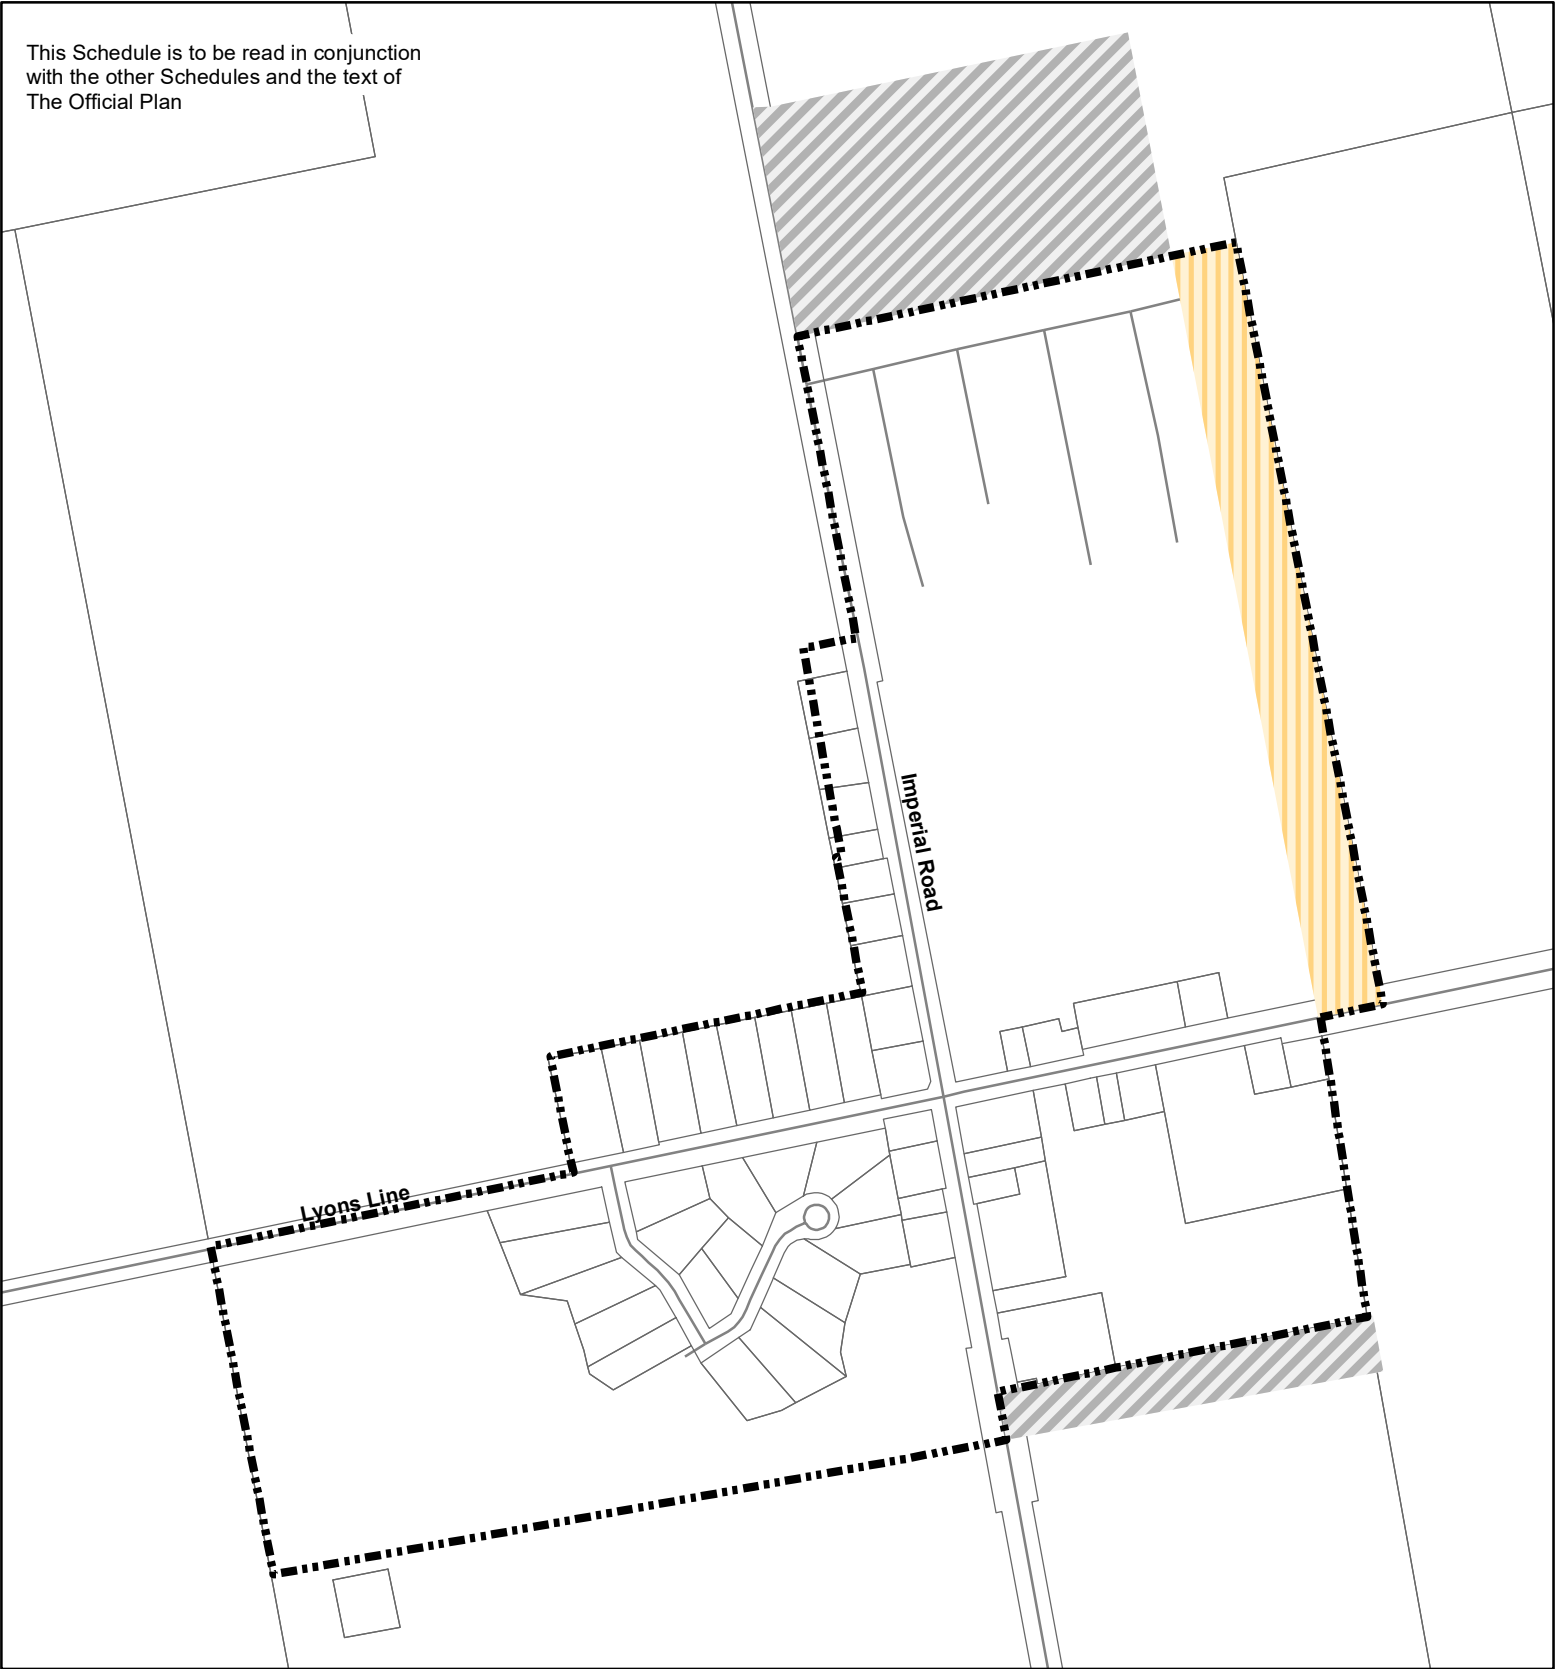 This Schedule is to be read in conjunction
with the other Schedules and the text of
The Official Plan
Imperial Road
Lyons Line